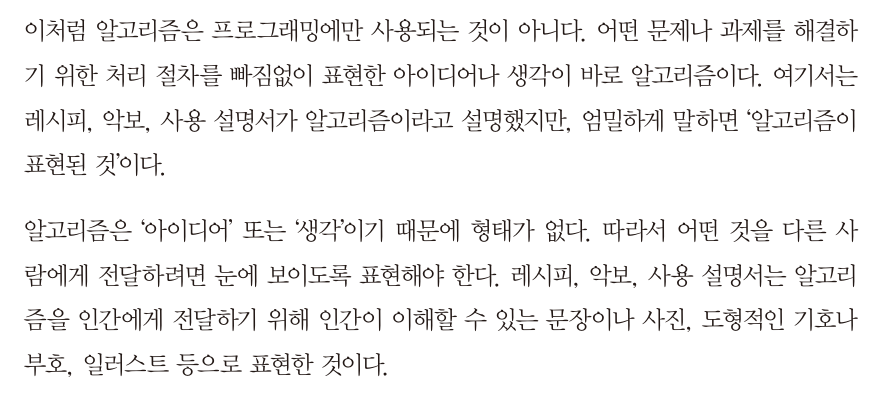 이처럼 알고리즘은 프로그래밍에만 사용되는 것이 아니다. 어떤 문제나 과제를 해결하
기 위한 처리 절차를 빠짐없이 표현한 아이디어나 생각이 바로 알고리즘이다. 여기서는
레시피, 악보, 사용 설명서가 알고리즘이라고 설명했지만, 엄밀하게 말하면 ‘알고리즘이
표현된 것’이다.
알고리즘은 ‘아이디어’ 또는 ‘생각’이기 때문에 형태가 없다. 따라서 어떤 것을 다른 사
람에게 전달하려면 눈에 보이도록 표현해야 한다. 레시피, 악보, 사용 설명서는 알고리
즘을 인간에게 전달하기 위해 인간이 이해할 수 있는 문장이나 사진, 도형적인 기호나
부호, 일러스트 등으로 표현한 것이다.